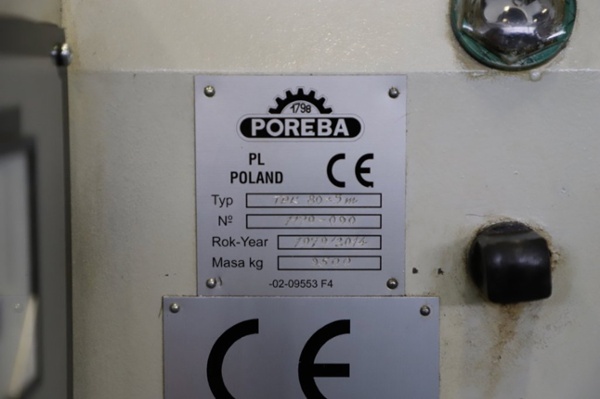 1798
POREBA
PL
POLAND
CE
Typ
Nº
Rok-Year
Masa kg
-02-09553 F4
CE